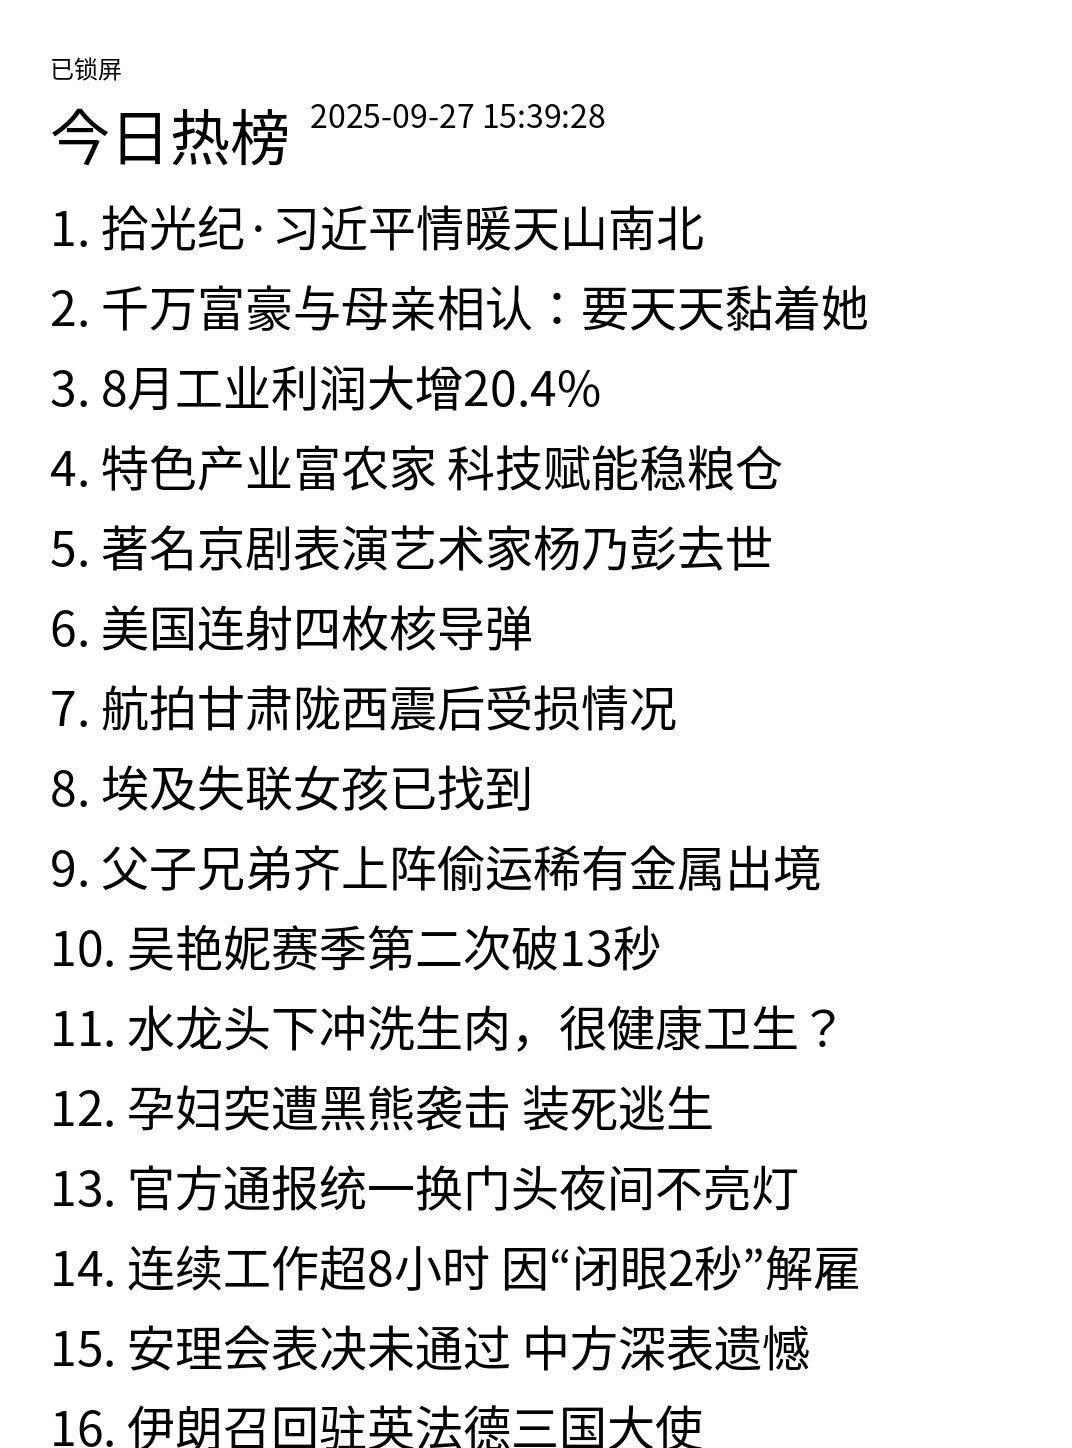 已锁屏
今日热榜 2025-09-27 15:39:28
1. 拾光纪·习近平情暖天山南北
2. 千万富豪与母亲相认：要天天黏着她
3. 8月工业利润大增20.4%
4. 特色产业富农家 科技赋能稳粮仓
5. 著名京剧表演艺术家杨乃彭去世
6. 美国连射四枚核导弹
7. 航拍甘肃陇西震后受损情况
8. 埃及失联女孩已找到
9. 父子兄弟齐上阵偷运稀有金属出境
10. 吴艳妮赛季第二次破13秒
11. 水龙头下冲洗生肉，很健康卫生？
12. 孕妇突遭黑熊袭击 装死逃生
13. 官方通报统一换门头夜间不亮灯
14. 连续工作超8小时 因“闭眼2秒”解雇
15. 安理会表决未通过 中方深表遗憾
16. 伊朗召回驻英法德三国大使